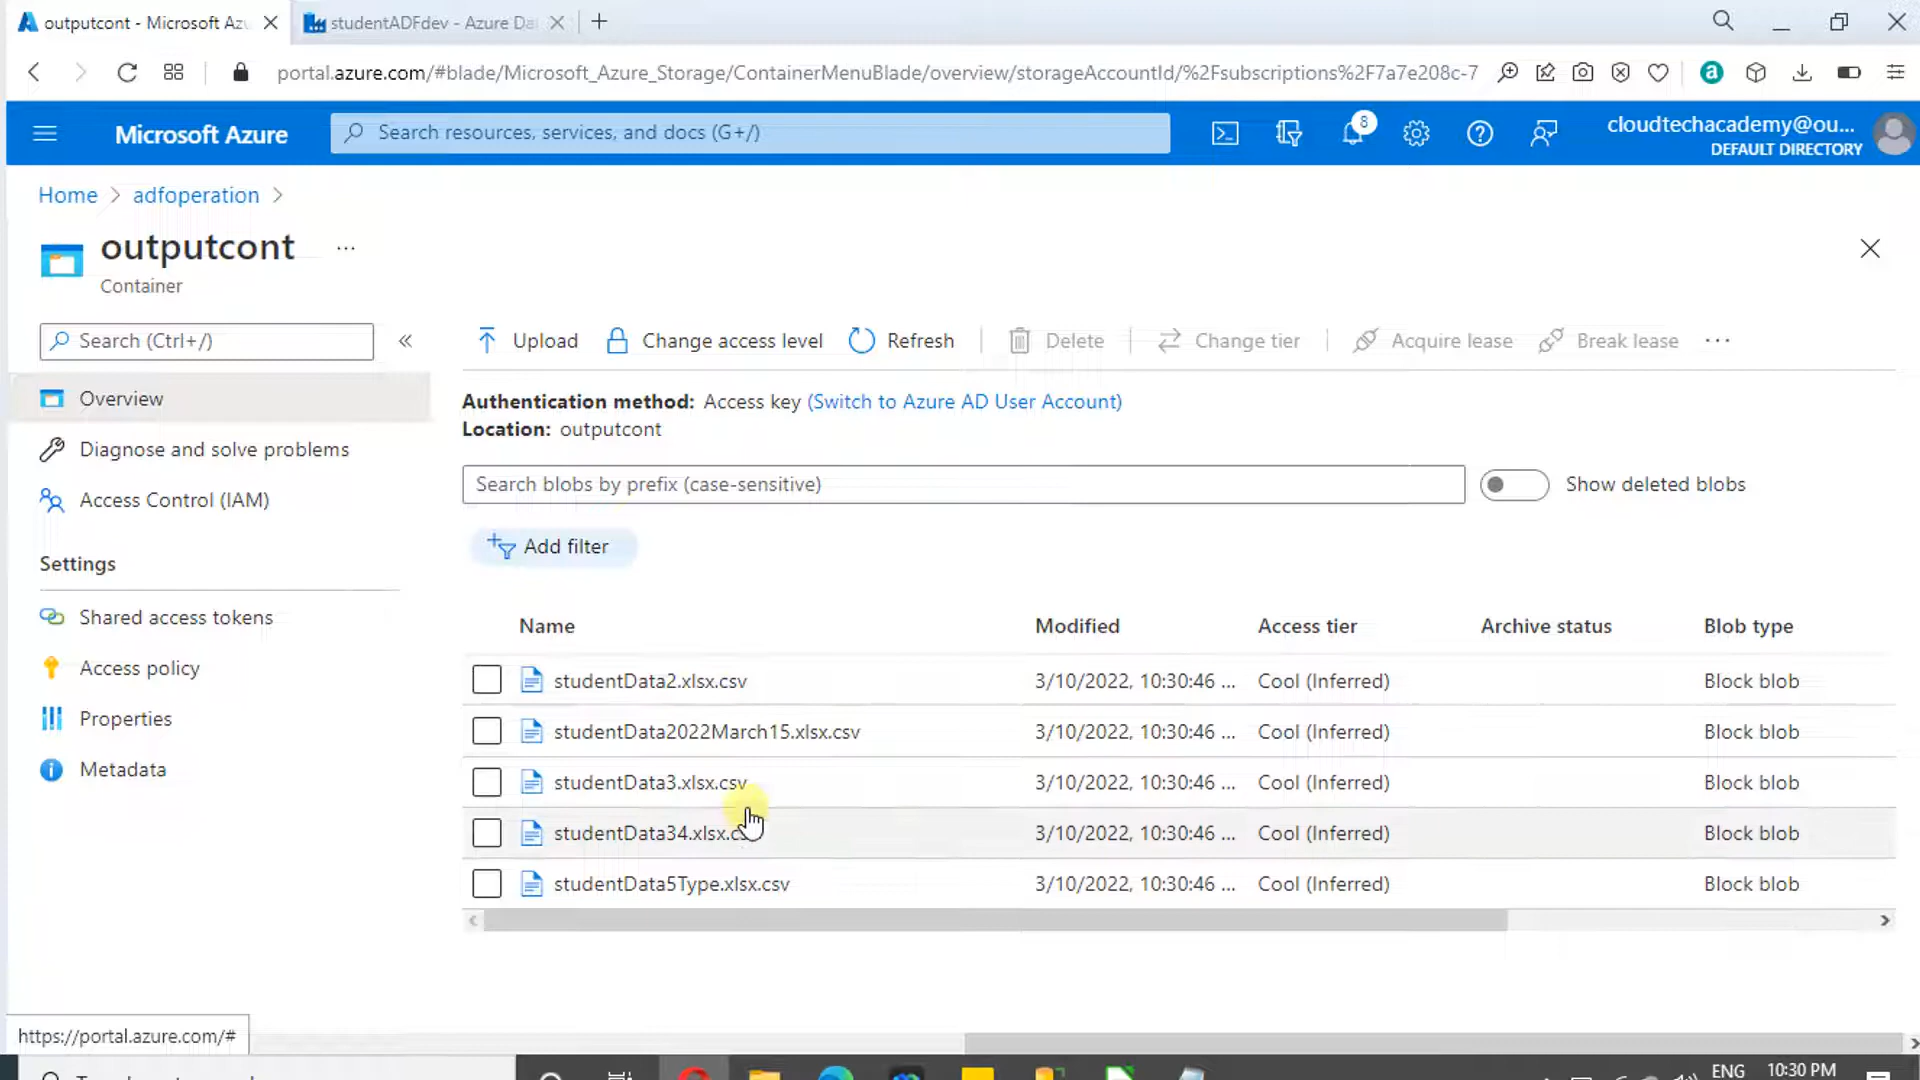 outputcont - Microsoft Azu
studentADFdev - Azure Da
portal.azure.com/#blade/Microsoft_Azure_Storage/ContainerMenuBlade/overview/storageAccountId/%2Fsubscriptions%2F7a7e208c-7
Microsoft Azure
Search resources, services, and docs (G+/)
8
cloudtechacademy@ou...
DEFAULT DIRECTORY
Home > adfoperation >
outputcont ...
Container
Search (Ctrl+/)
«
Upload
Change access level
Refresh
Delete
Change tier
Acquire lease
Break lease
...
Overview
Diagnose and solve problems
Access Control (IAM)
Settings
Shared access tokens
Access policy
Properties
Metadata
Authentication method: Access key (Switch to Azure AD User Account)
Location: outputcont
Search blobs by prefix (case-sensitive)
Show deleted blobs
Add filter
Name Modified Access tier Archive status Blob type
studentData2.xlsx.csv 3/10/2022, 10:30:46 ... Cool (Inferred) Block blob
studentData2022March15.xlsx.csv 3/10/2022, 10:30:46 ... Cool (Inferred) Block blob
studentData3.xlsx.csv 3/10/2022, 10:30:46 ... Cool (Inferred) Block blob
studentData34.xlsx.cs 3/10/2022, 10:30:46 ... Cool (Inferred) Block blob
studentData5Type.xlsx.csv 3/10/2022, 10:30:46 ... Cool (Inferred) Block blob
https://portal.azure.com/#
ENG
10:30 PM